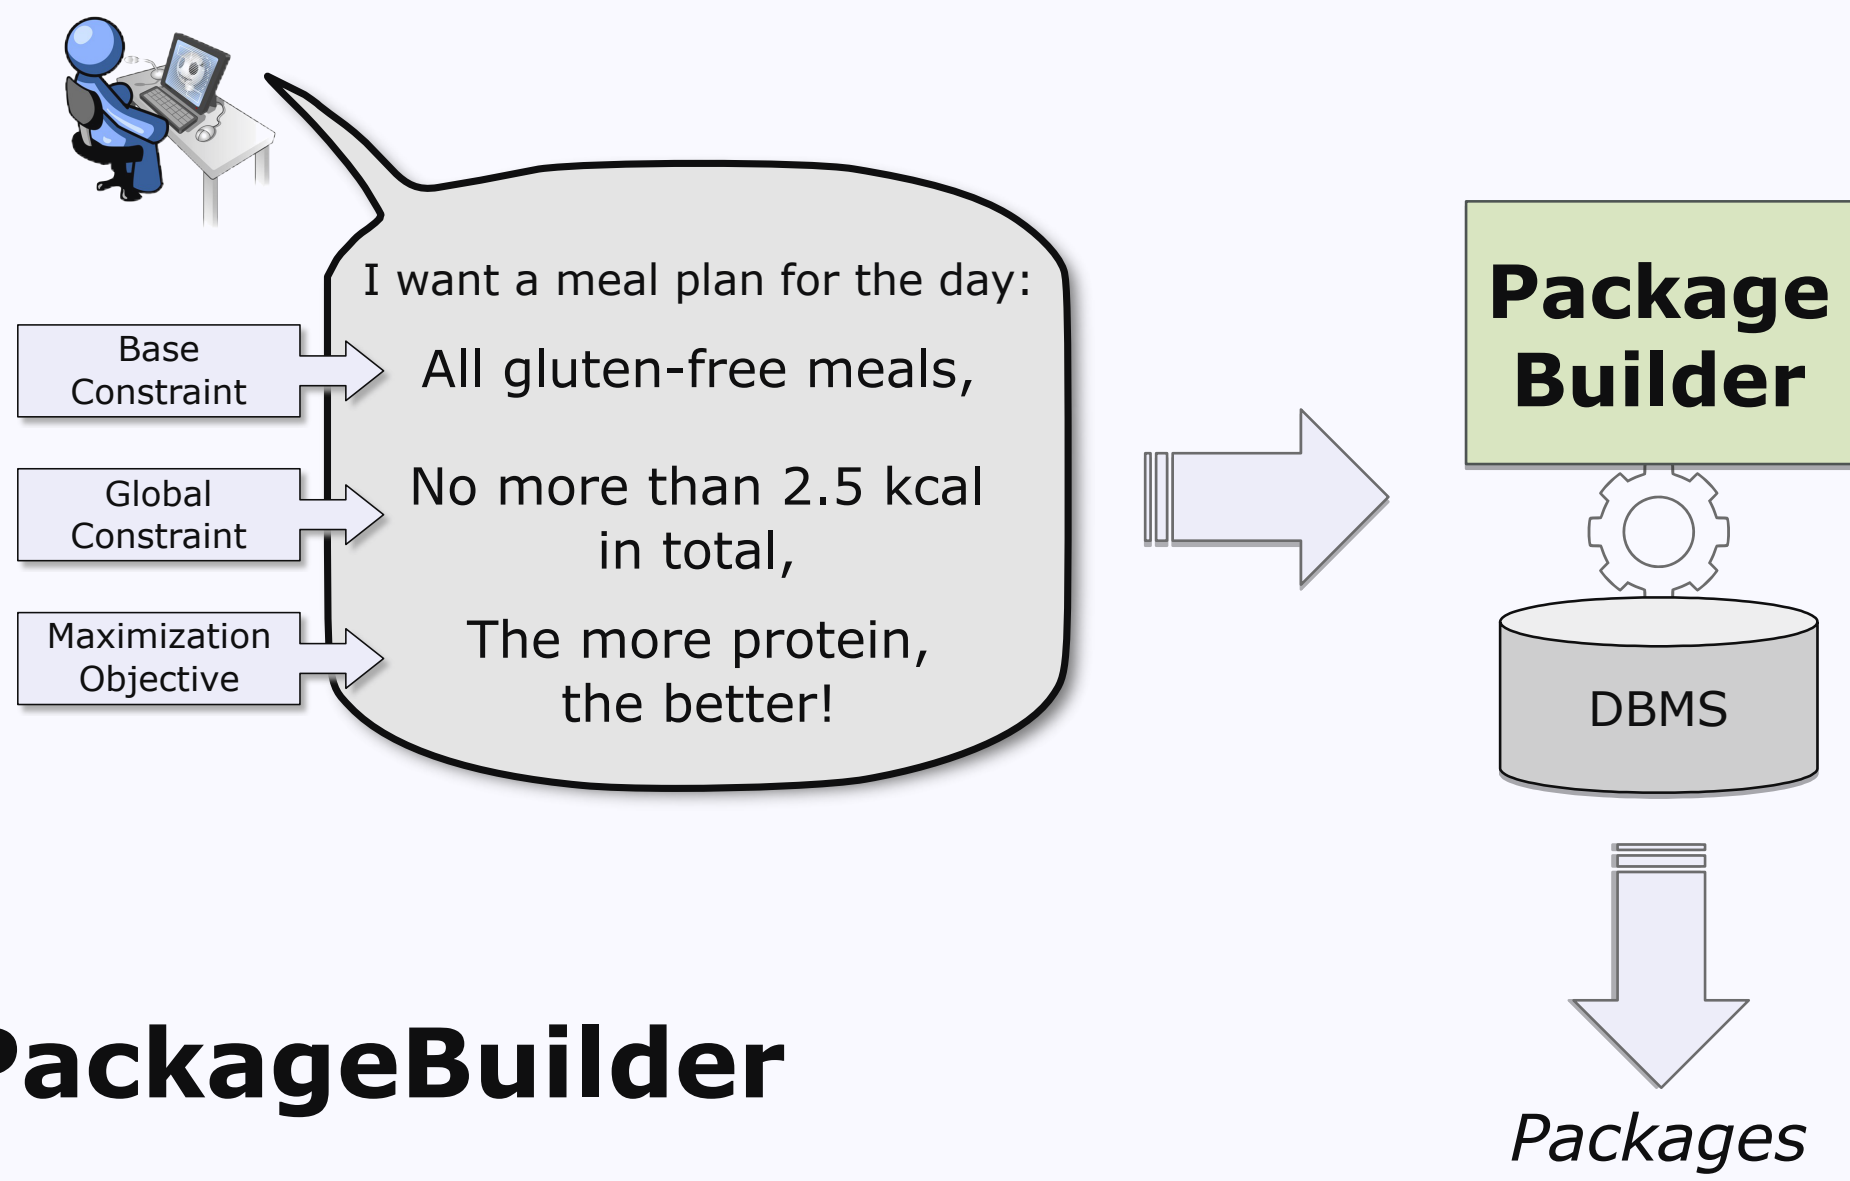 I want a meal plan for the day:
Base
Constraint
All gluten-free meals,
Global
Constraint
No more than 2.5 kcal
in total,
Maximization
Objective
The more protein,
the better!
Package
Builder
DBMS
PackageBuilder
Packages